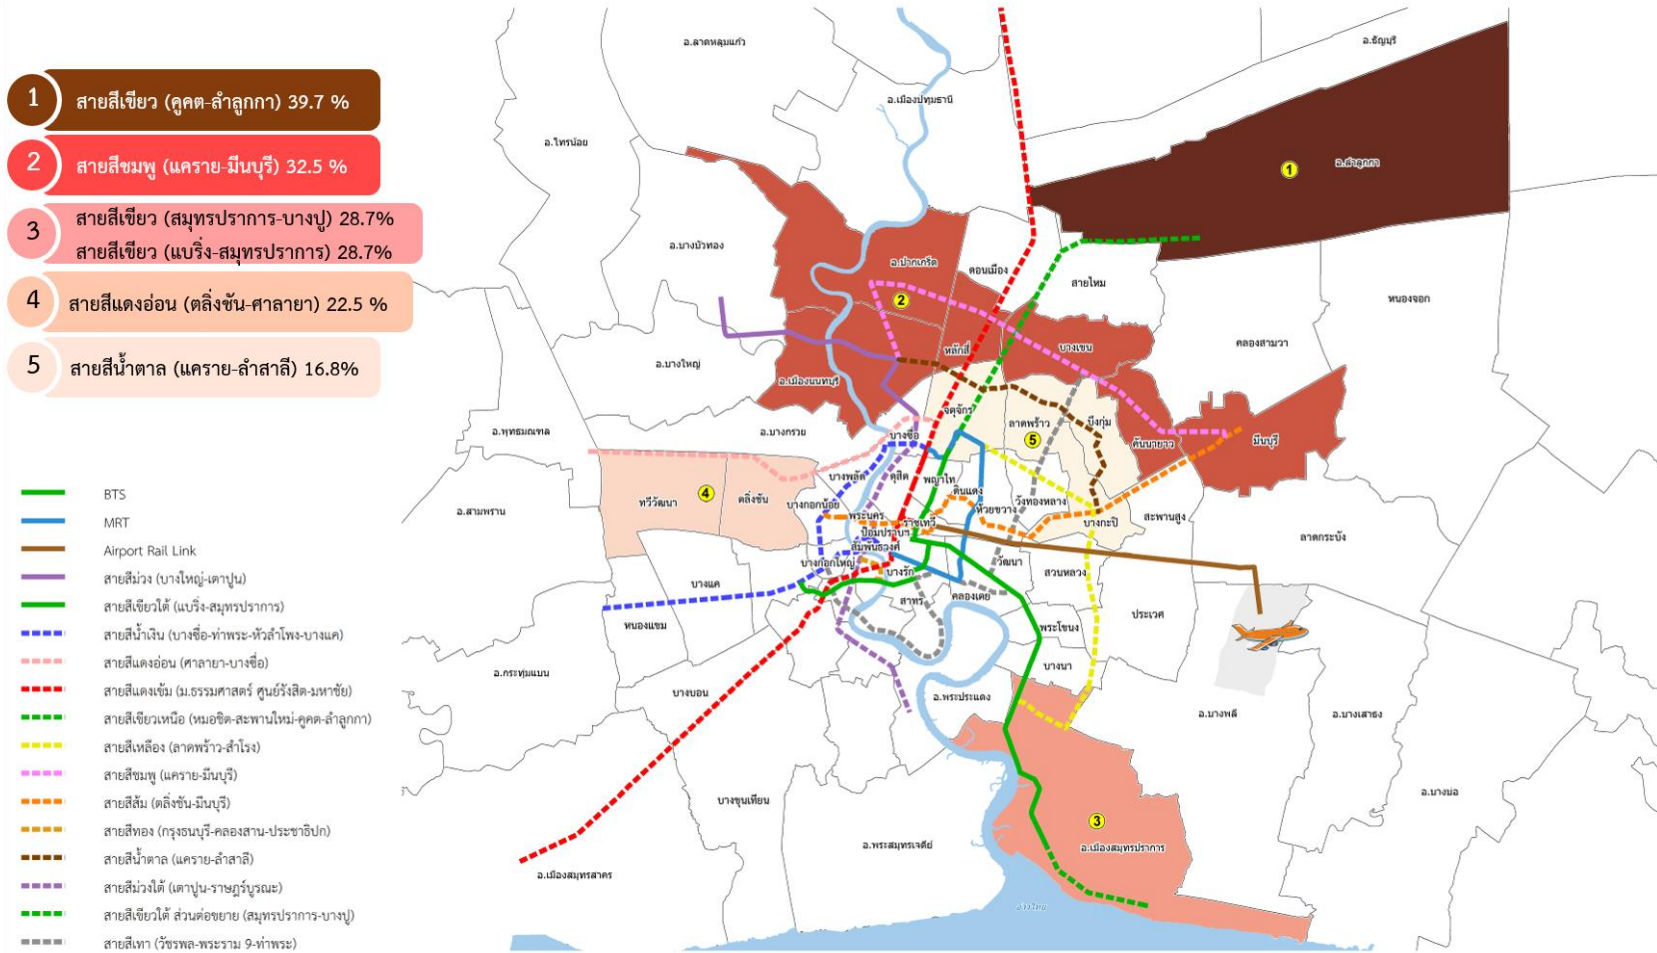 1
สายสีเขียว (คูคต-ลำลูกกา) 39.7 %
2
สายสีชมพู (แคราย-มีนบุรี) 32.5 %
3
สายสีเขียว (สมุทรปราการ-บางปู) 28.7%
สายสีเขียว (แบริ่ง-สมุทรปราการ) 28.7%
4
สายสีแดงอ่อน (ตลิ่งชัน-ศาลายา) 22.5 %
5
สายสีน้ำตาล (แคราย-ลำสาลี) 16.8%
BTS
MRT
Airport Rail Link
สายสีม่วง (บางใหญ่-เตาปูน)
สายสีเขียวใต้ (แบริ่ง-สมุทรปราการ)
สายสีน้ำเงิน (บางซื่อ-ท่าพระ-หัวลำโพง-บางแค)
สายสีแดงอ่อน (ศาลายา-บางซื่อ)
สายสีแดงเข้ม (ม.ธรรมศาสตร์ ศูนย์รังสิต-มหาชัย)
สายสีเขียวเหนือ (หมอชิต-สะพานใหม่-คูคต-ลำลูกกา)
สายสีเหลือง (ลาดพร้าว-สำโรง)
สายสีชมพู (แคราย-มีนบุรี)
สายสีส้ม (ตลิ่งชัน-มีนบุรี)
สายสีทอง (กรุงธนบุรี-คลองสาน-ประชาธิปก)
สายสีน้ำตาล (แคราย-ลำสาลี)
สายสีม่วงใต้ (เตาปูน-ราษฎร์บูรณะ)
สายสีเขียวใต้ ส่วนต่อขยาย (สมุทรปราการ-บางปู)
สายสีเทา (วัชรพล-พระราม 9-ท่าพระ)
อ.ลาดหลุมแก้ว
อ.ธัญบุรี
อ.เมืองปทุมธานี
อ.ไทรน้อย
อ.ลำลูกกา
1
อ.บางบัวทอง
อ.ปากเกร็ด
ดอนเมือง
สายไหม
หนองจอก
2
คลองสามวา
หลักสี่
บางเขน
อ.บางใหญ่
อ.เมืองนนทบุรี
จตุจักร
ลาดพร้าว
บึงกุ่ม
อ.พุทธมณฑล
อ.บางกรวย
บางซื่อ
5
คันนายาว
มีนบุรี
บางพลัด
ดุสิต
พญาไท
ดินแดง
ทวีวัฒนา
4
ตลิ่งชัน
บางกอกน้อย
พระนคร
ห้วยขวาง
วังทองหลาง
อ.สามพราน
ราชเทวี
บางกะปิ
สะพานสูง
ป้อมปราบฯ
สัมพันธวงศ์
ลาดกระบัง
บางกอกใหญ่
บางรัก
วัฒนา
สวนหลวง
บางแค
สาทร
คลองเตย
ประเวศ
หนองแขม
พระโขนง
บางนา
อ.กระทุ่มแบน
บางบอน
อ.พระประแดง
อ.บางพลี
อ.บางเสาธง
บางขุนเทียน
อ.บางบ่อ
3
อ.พระสมุทรเจดีย์
อ.เมืองสมุทรปราการ
อ.เมืองสมุทรสาคร
อ่าวไทย